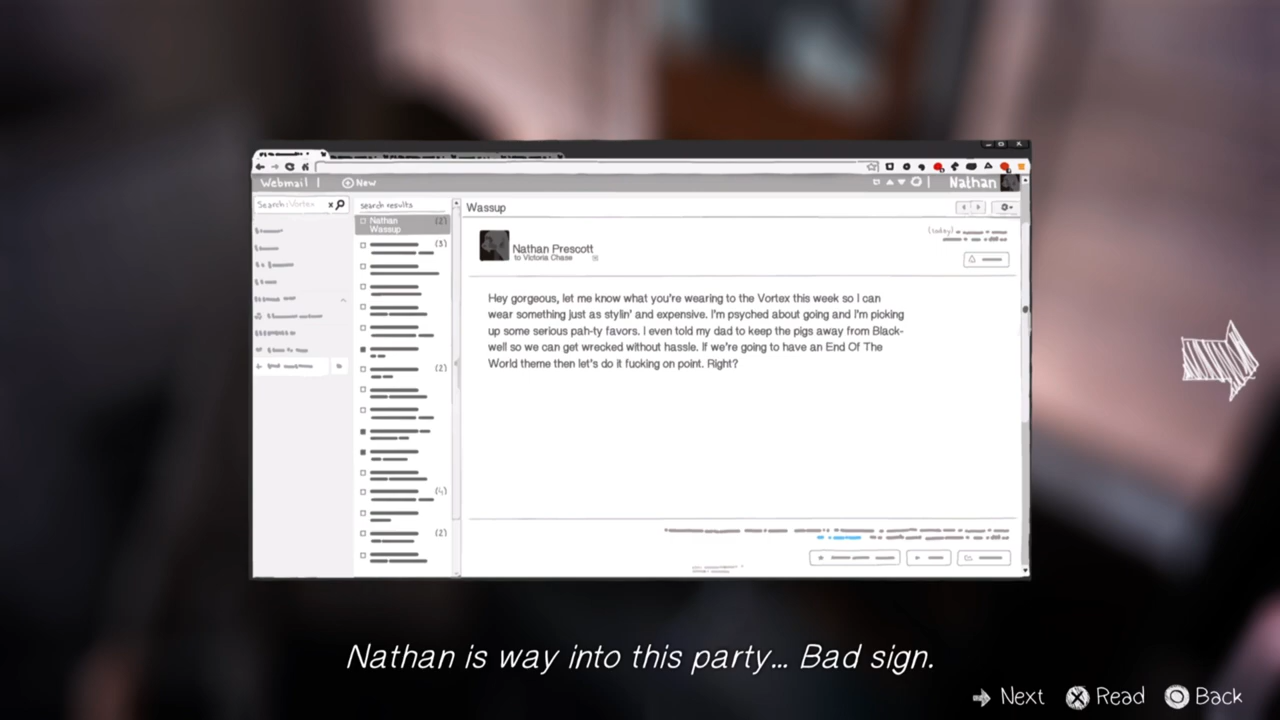 Webmail | New
Nathan
Search: Vortex x
search results
Nathan (2)
Wassup
(3)
(2)
(4)
(2)
Wassup
(today)
Nathan Prescott
to Victoria Chase
Hey gorgeous, let me know what you're wearing to the Vortex this week so I can
wear something just as stylin' and expensive. I'm psyched about going and I'm picking
up some serious pah-ty favors. I even told my dad to keep the pigs away from Black-
well so we can get wrecked without hassle. If we're going to have an End Of The
World theme then let's do it fucking on point. Right?
Nathan is way into this party... Bad sign.
Next Read Back